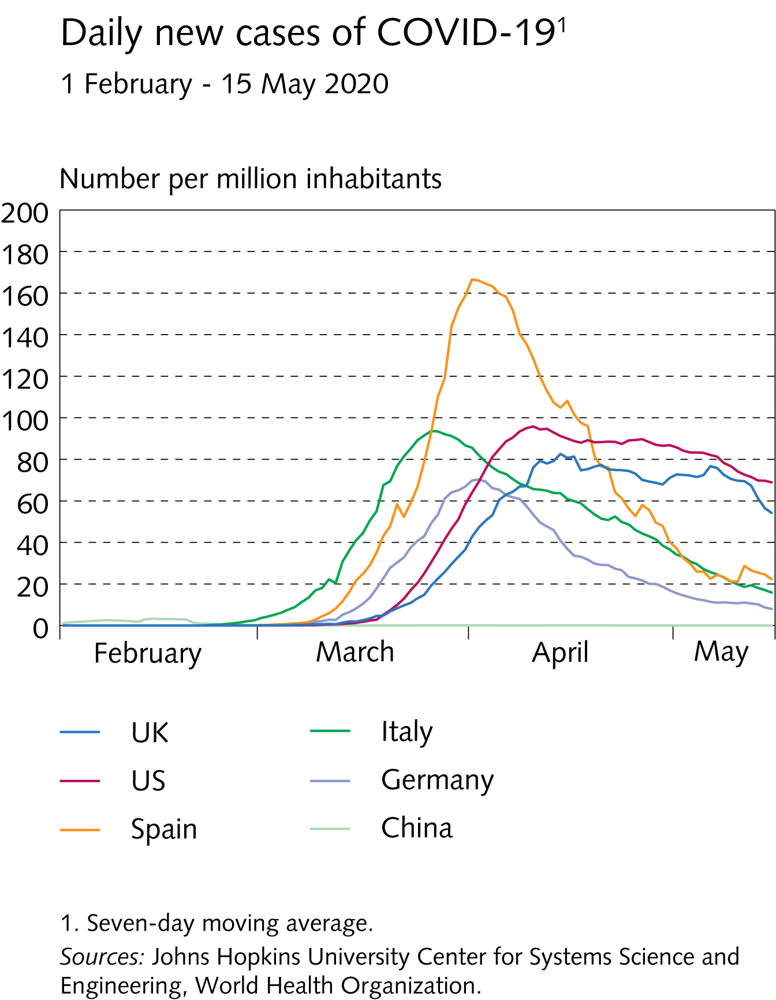 Daily new cases of COVID-19¹
1 February - 15 May 2020
Number per million inhabitants
200
180
160
140
120
100
80
60
40
20
0
February March April May
UK Italy
US Germany
Spain China
1. Seven-day moving average.
Sources: Johns Hopkins University Center for Systems Science and
Engineering, World Health Organization.